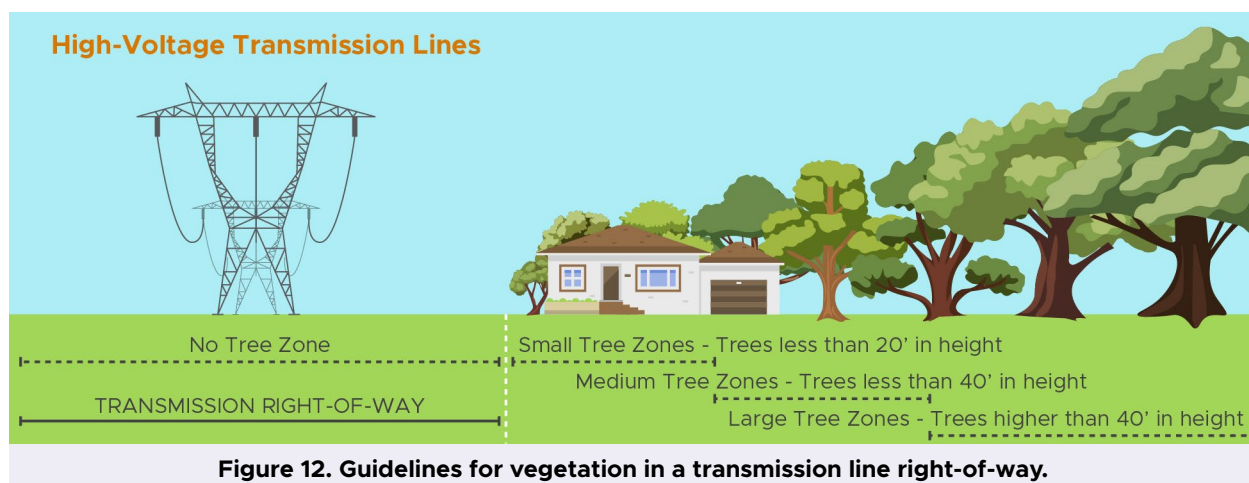 High-Voltage Transmission Lines
No Tree Zone
TRANSMISSION RIGHT-OF-WAY
Small Tree Zones - Trees less than 20’ in height
Medium Tree Zones - Trees less than 40’ in height
Large Tree Zones - Trees higher than 40’ in height
Figure 12. Guidelines for vegetation in a transmission line right-of-way.